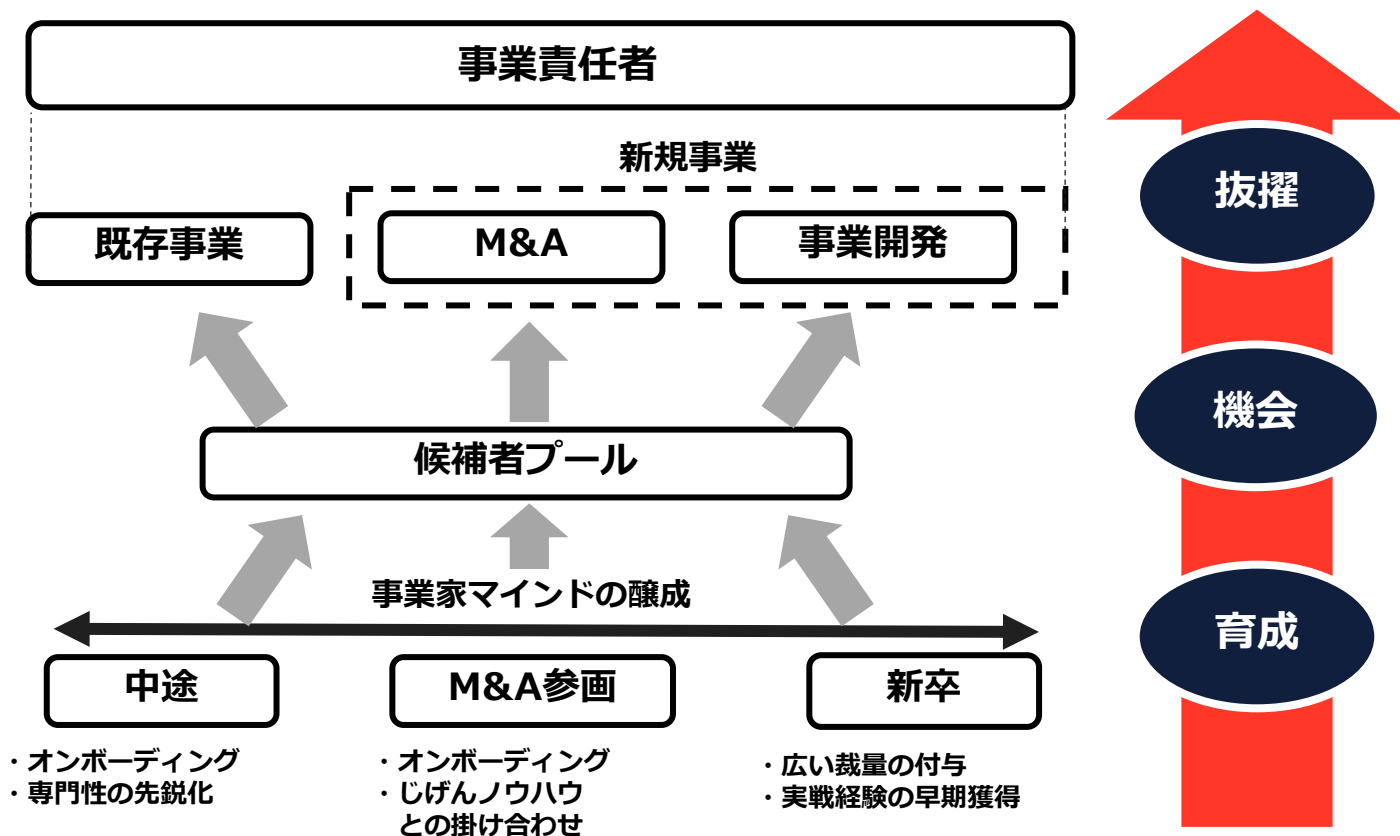 事業責任者
新規事業
既存事業
M&A
事業開発
候補者プール
事業家マインドの醸成
中途
M&A参画
新卒
・オンボーディング
・専門性の先鋭化
・オンボーディング
・じげんノウハウ
との掛け合わせ
・広い裁量の付与
・実戦経験の早期獲得
抜擢
機会
育成